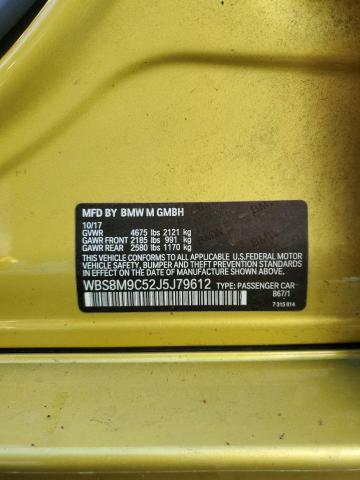 MFD BY BMW M GMBH
10/17
GVWR 4675 lbs 2121 kg
GAWR FRONT 2185 lbs 991 kg
GAWR REAR 2580 lbs 1170 kg
THIS VEHICLE CONFORMS TO ALL APPLICABLE U.S.FEDERAL MOTOR
VEHICLE SAFETY, BUMPER AND THEFT PREVENTION STANDARDS
IN EFFECT ON THE DATE OF MANUFACTURE SHOWN ABOVE.
WBS8M9C52J5J79612 TYPE: PASSENGER CAR
B67/1
7 315 814